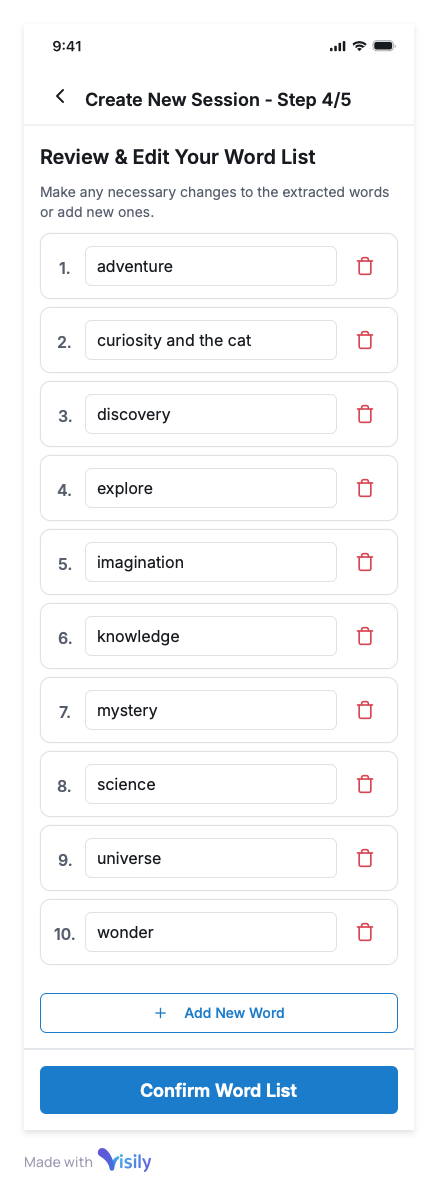 9:41
Create New Session - Step 4/5
Review & Edit Your Word List
Make any necessary changes to the extracted words
or add new ones.
1. adventure
2. curiosity and the cat
3. discovery
4. explore
5. imagination
6. knowledge
7. mystery
8. science
9. universe
10. wonder
+ Add New Word
Confirm Word List
Made with Visily